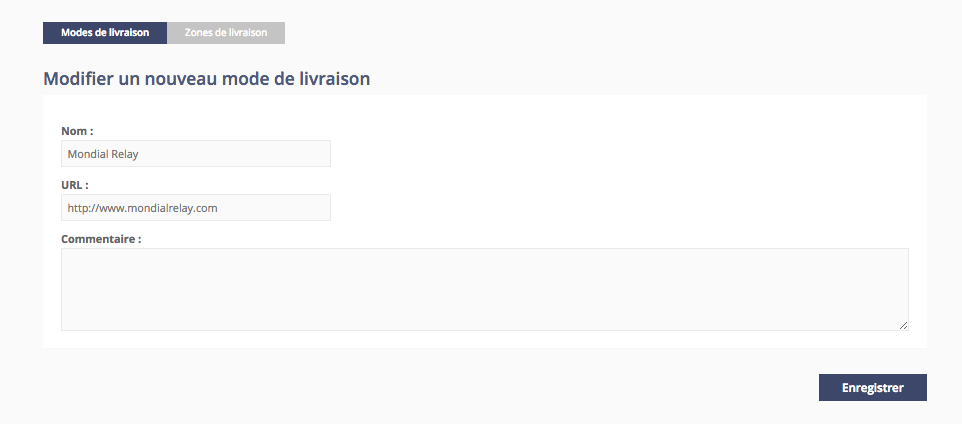 Modes de livraison Zones de livraison
Modifier un nouveau mode de livraison
Nom :
Mondial Relay
URL :
http://www.mondialrelay.com
Commentaire :
Enregistrer